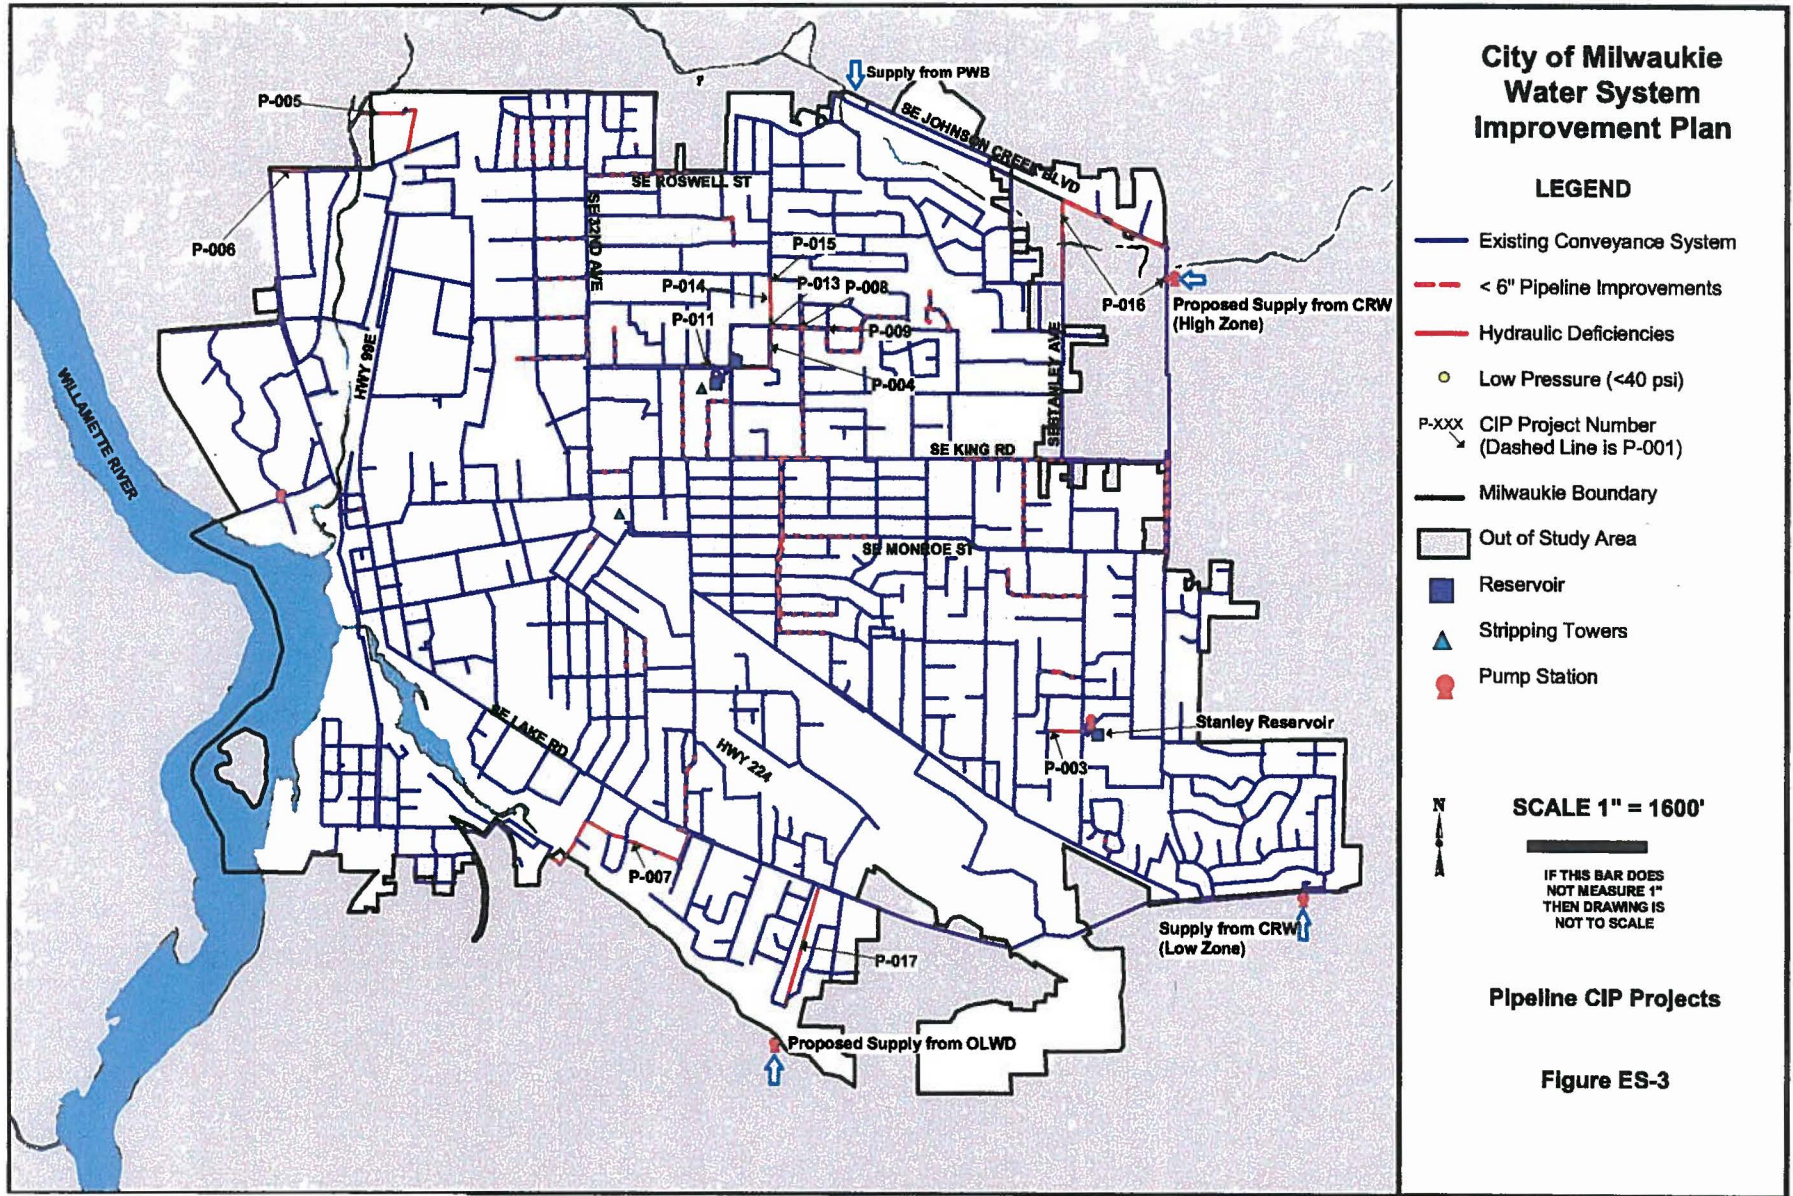 City of Milwaukie
Water System
Improvement Plan
LEGEND
Existing Conveyance System
< 6" Pipeline Improvements
Hydraulic Deficiencies
Low Pressure (<40 psi)
P-XXX
CIP Project Number
(Dashed Line is P-001)
Milwaukie Boundary
Out of Study Area
Reservoir
Stripping Towers
Pump Station
N
SCALE 1" = 1600'
IF THIS BAR DOES
NOT MEASURE 1"
THEN DRAWING IS
NOT TO SCALE
Pipeline CIP Projects
Figure ES-3
Supply from PWB
P-005
SE JOHNSON CREEK BLVD
SE ROSWELL ST
SE 32ND AVE
P-006
P-015
P-014
P-013
P-008
P-016
Proposed Supply from CRW
(High Zone)
P-011
P-009
HWY 99E
P-004
SE STANLEY AVE
WILLAMETTE RIVER
SE KING RD
SE MONROE ST
SE LAKE RD
HWY 224
Stanley Reservoir
P-003
P-007
Supply from CRW
(Low Zone)
P-017
Proposed Supply from OLWD